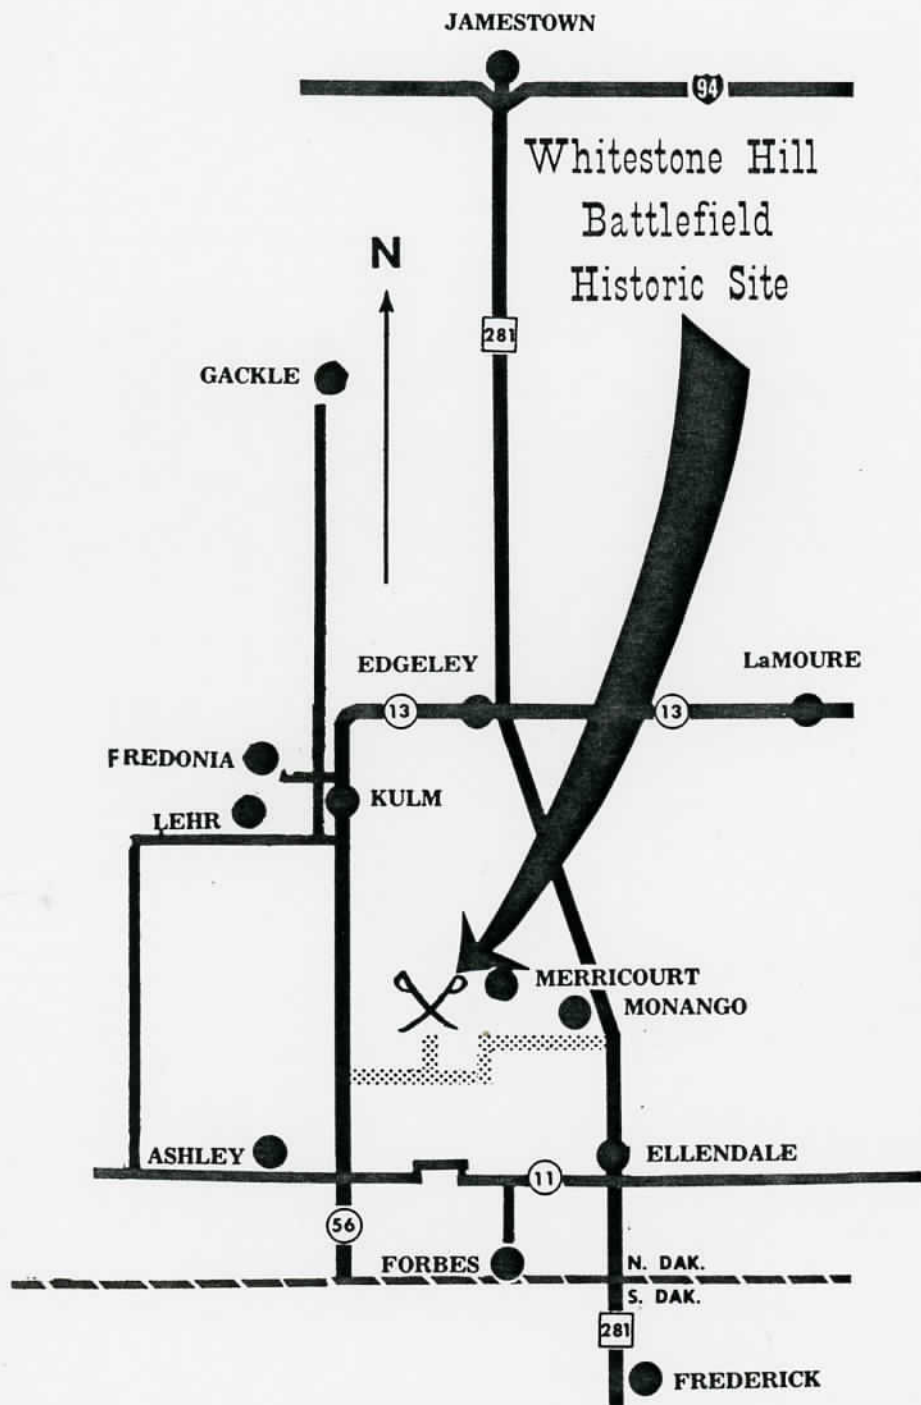 JAMESTOWN
94
Whitestone Hill
Battlefield
Historic Site
N
281
GACKLE
EDGELEY
LaMOURE
13
13
FREDONIA
KULM
LEHR
MERRICOURT
MONANGO
ASHLEY
ELLENDALE
11
56
FORBES
N. DAK.
S. DAK.
281
FREDERICK